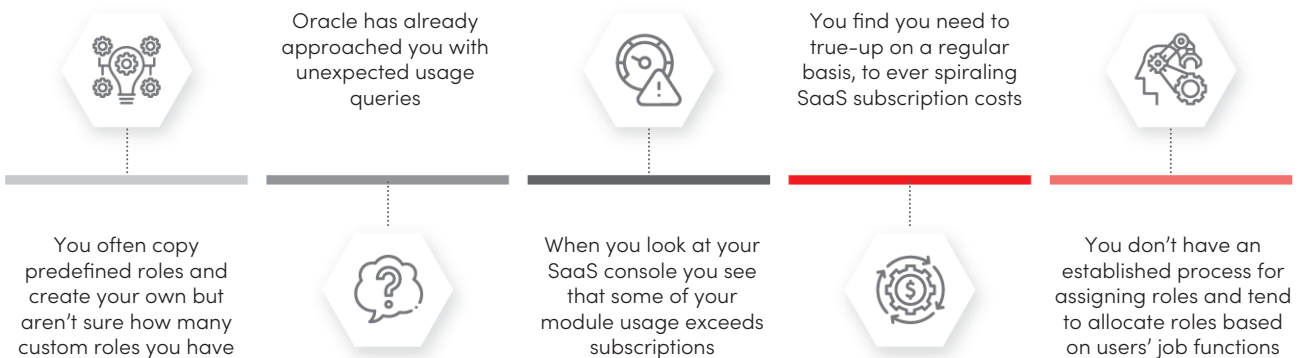 You often copy
predefined roles and
create your own but
aren't sure how many
custom roles you have
Oracle has already
approached you with
unexpected usage
queries
When you look at your
SaaS console you see
that some of your
module usage exceeds
subscriptions
You find you need to
true-up on a regular
basis, to ever spiraling
SaaS subscription costs
You don't have an
established process for
assigning roles and tend
to allocate roles based
on users' job functions